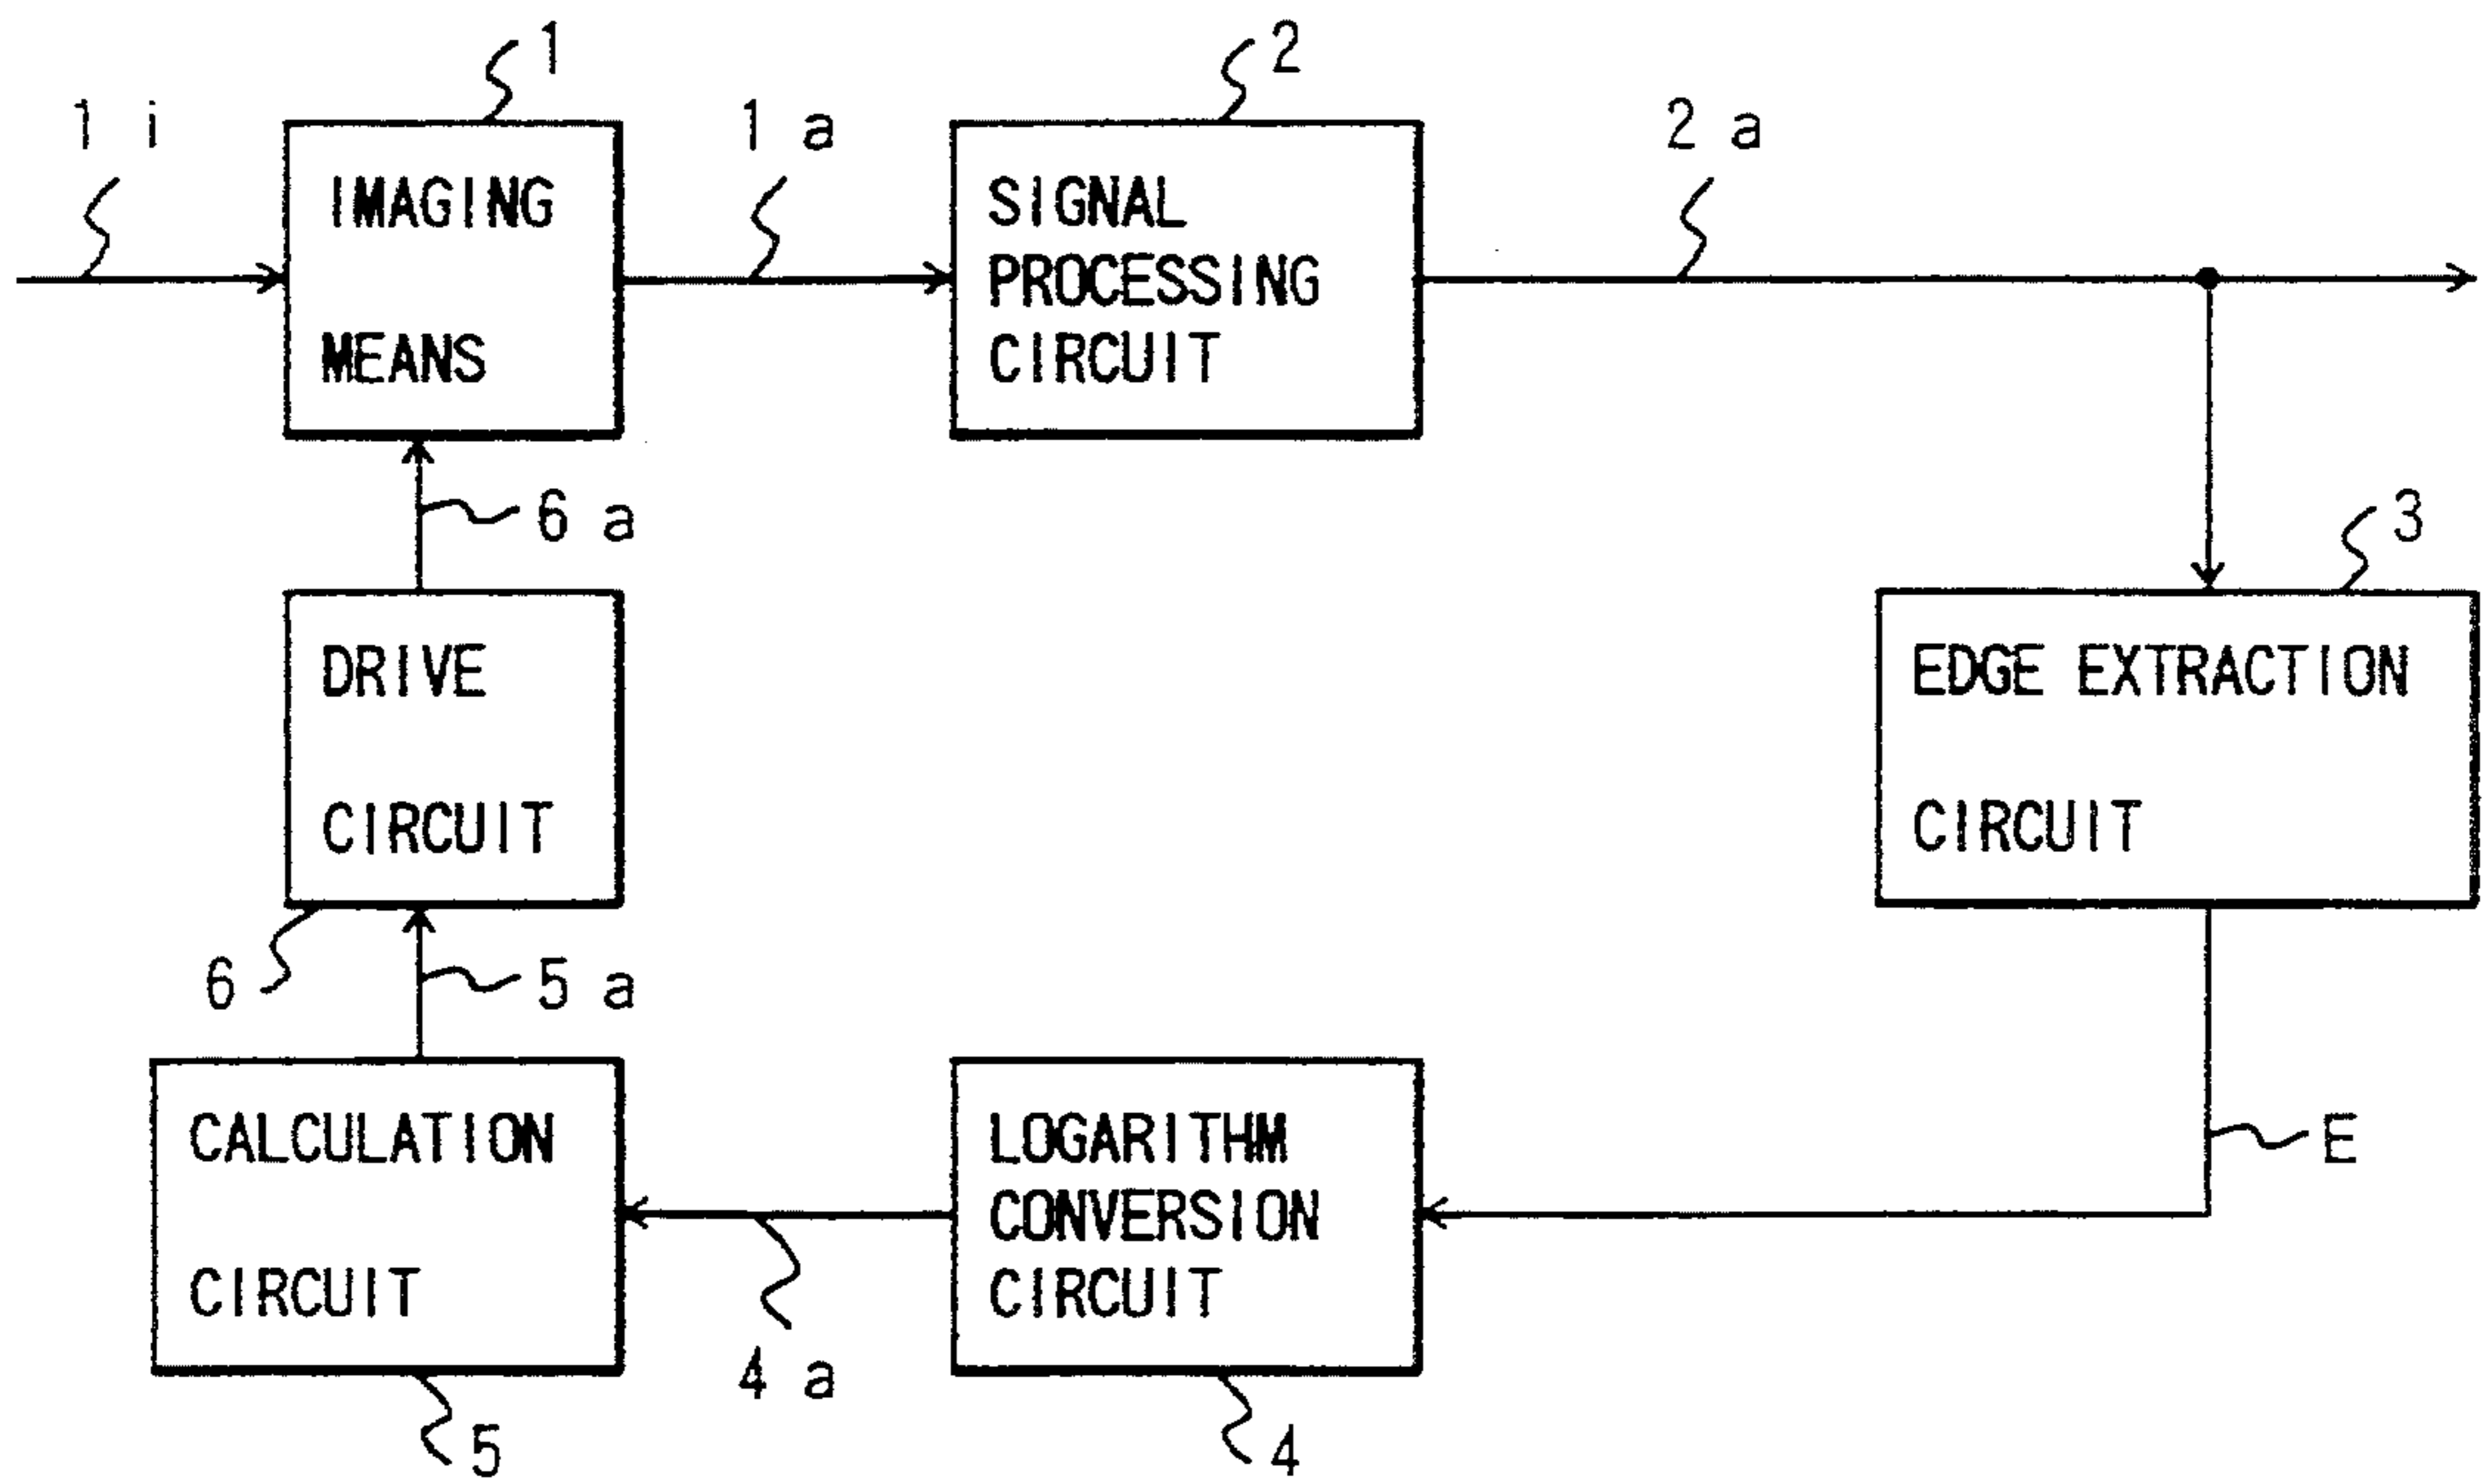 1
2
1 i
1 a
2 a
IMAGING
MEANS
SIGNAL
PROCESSING
CIRCUIT
6 a
3
DRIVE
CIRCUIT
EDGE EXTRACTION
CIRCUIT
6
5 a
CALCULATION
CIRCUIT
LOGARITHM
CONVERSION
CIRCUIT
E
4 a
5
4